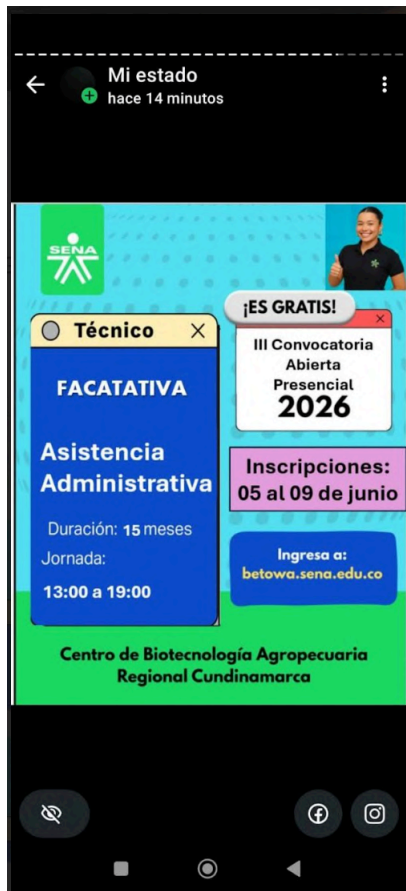 Mi estado
hace 14 minutos
SENA
¡ES GRATIS!
Técnico
FACATATIVA
Asistencia
Administrativa
Duración: 15 meses
Jornada:
13:00 a 19:00
III Convocatoria
Abierta
Presencial
2026
Inscripciones:
05 al 09 de junio
Ingresa a:
betowa.sena.edu.co
Centro de Biotecnología Agropecuaria
Regional Cundinamarca